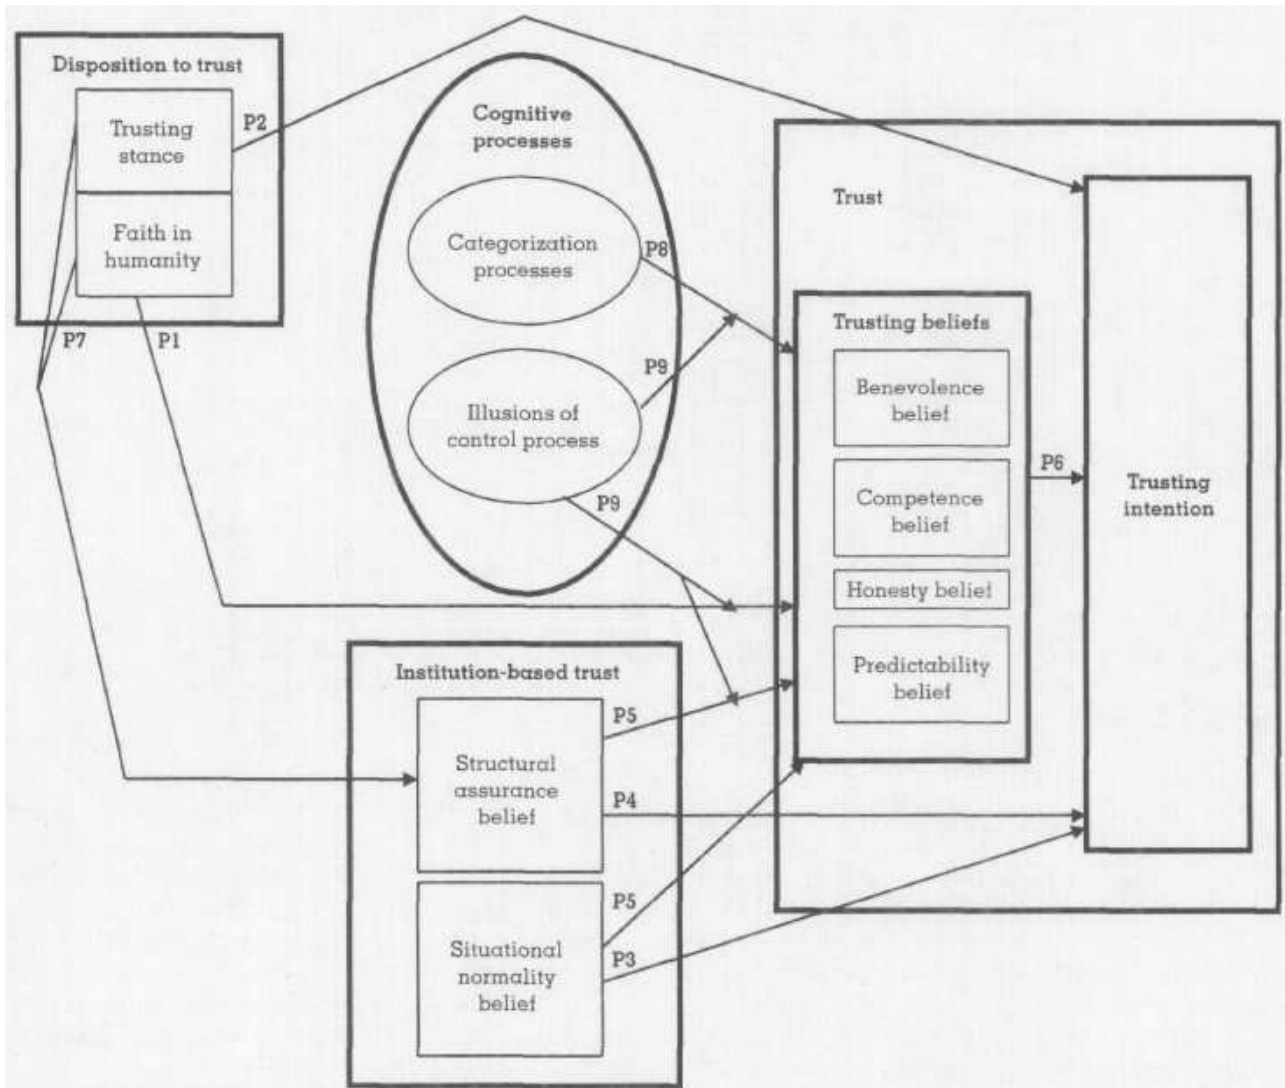 Disposition to trust
Trusting
stance
P2
Faith in
humanity
P7
P1
Cognitive
processes
Categorization
processes
P8
P9
Illusions of
control process
P9
Trust
Trusting beliefs
Benevolence
belief
Competence
belief
Honesty belief
Predictability
belief
P6
Trusting
intention
Institution-based trust
Structural
assurance
belief
P5
P4
Situational
normality
belief
P5
P3